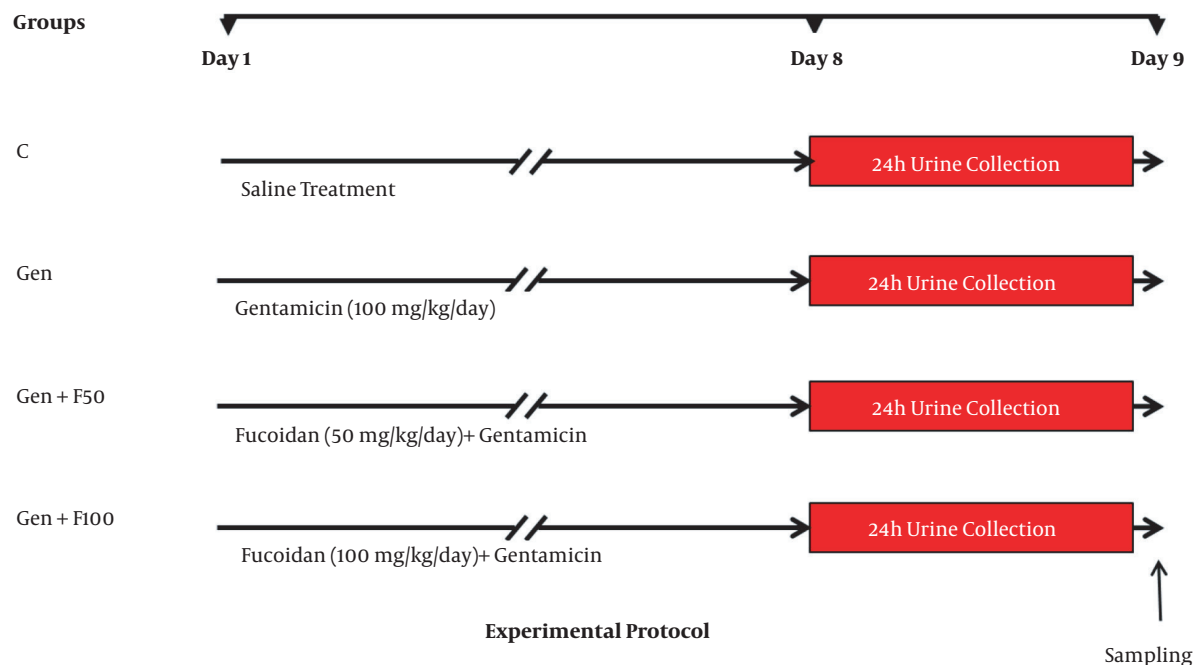 Groups
Day 1
Day 8
Day 9
C
24h Urine Collection
Saline Treatment
Gen
24h Urine Collection
Gentamicin (100 mg/kg/day)
Gen + F50
24h Urine Collection
Fucoidan (50 mg/kg/day)+ Gentamicin
Gen + F100
24h Urine Collection
Fucoidan (100 mg/kg/day)+ Gentamicin
Experimental Protocol
Sampling